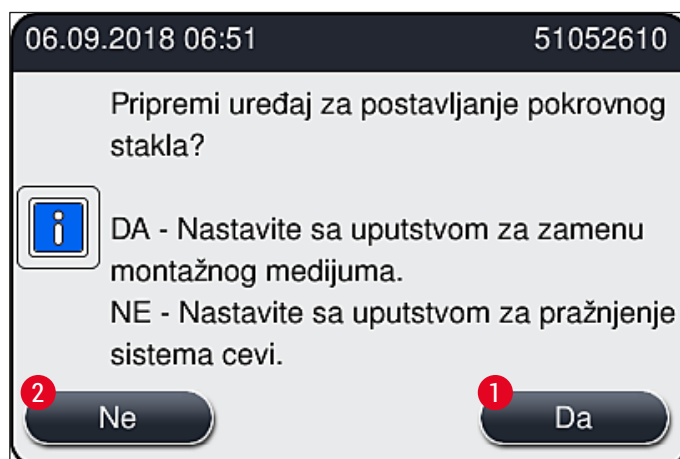 06.09.2018 06:51 51052610
Pripremi uređaj za postavljanje pokrovnog
stakla?
DA - Nastavite sa uputstvom za zamenu
montažnog medijuma.
NE - Nastavite sa uputstvom za pražnjenje
sistema cevi.
2 1
Ne Da